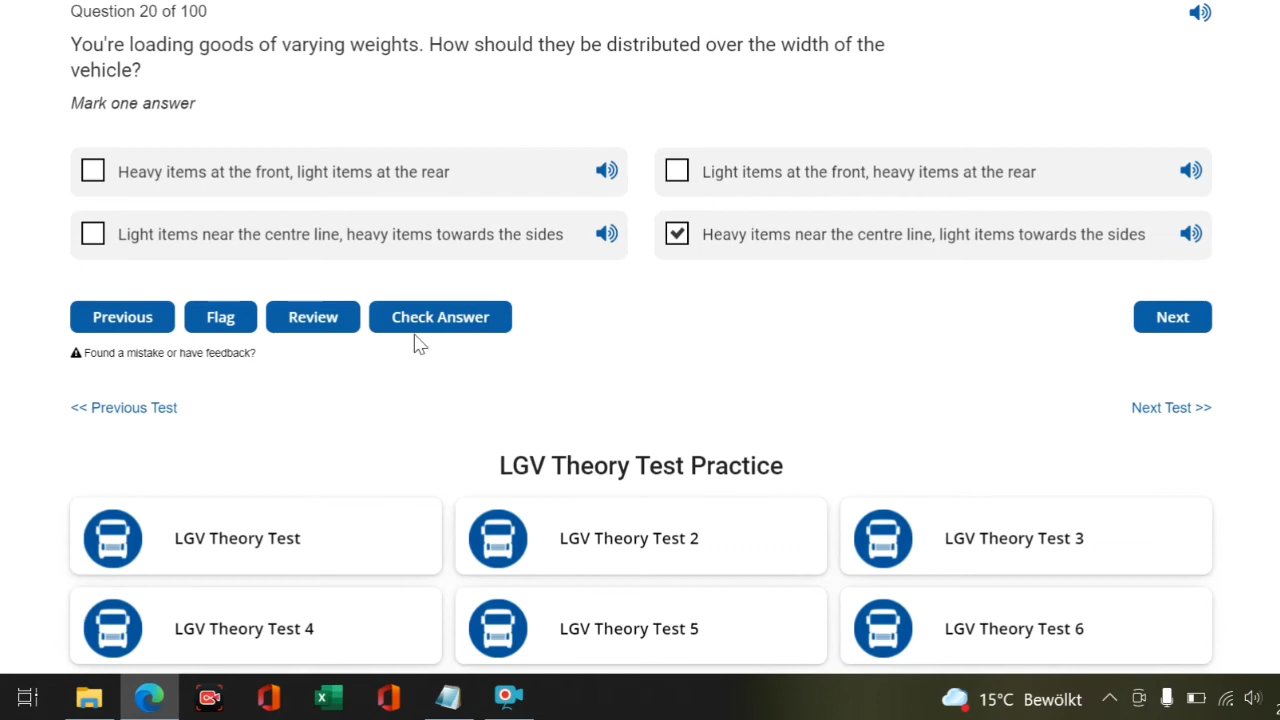 Question 20 of 100
You're loading goods of varying weights. How should they be distributed over the width of the
vehicle?
Mark one answer
Heavy items at the front, light items at the rear
Light items at the front, heavy items at the rear
Light items near the centre line, heavy items towards the sides
Heavy items near the centre line, light items towards the sides
Previous
Flag
Review
Check Answer
Next
Found a mistake or have feedback?
<< Previous Test
Next Test >>
LGV Theory Test Practice
LGV Theory Test
LGV Theory Test 2
LGV Theory Test 3
LGV Theory Test 4
LGV Theory Test 5
LGV Theory Test 6
15°C Bewölkt